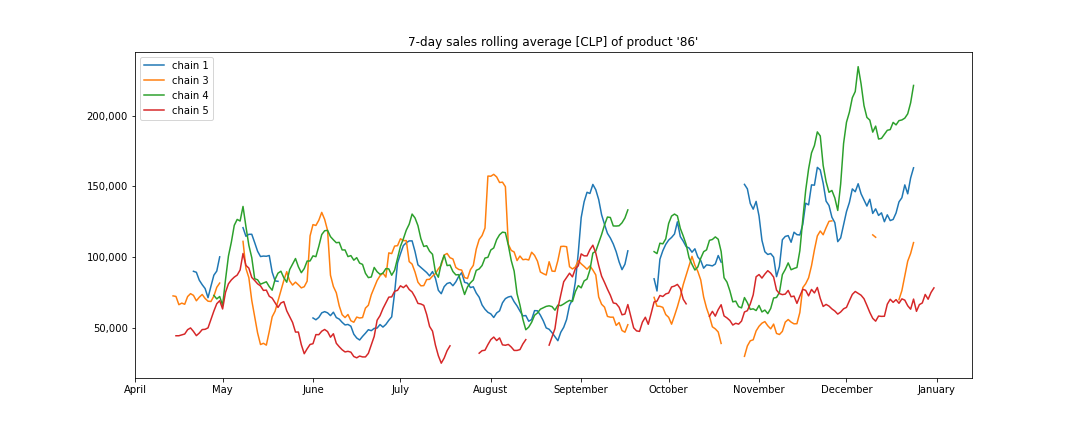 7-day sales rolling average [CLP] of product '86'
chain 1
chain 3
chain 4
chain 5
200,000
150,000
100,000
50,000
April May June July August September October November December January